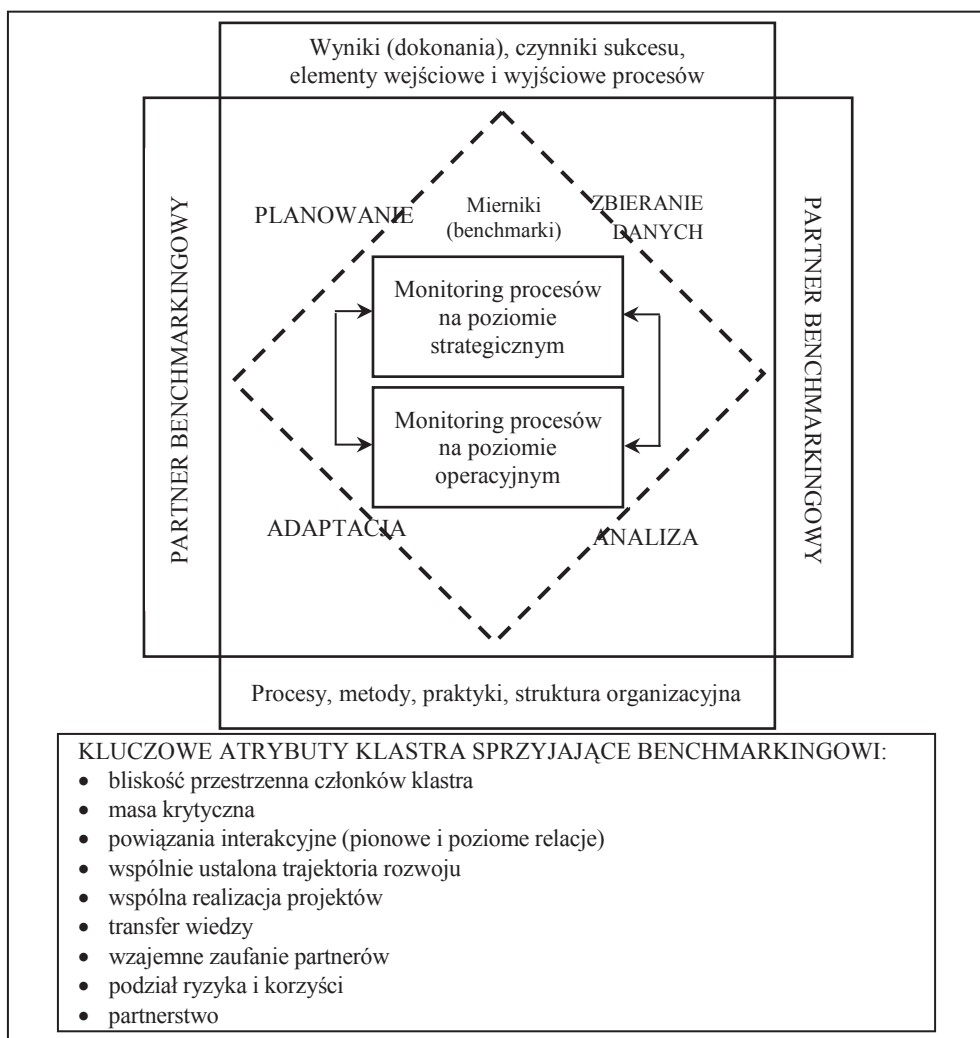 Wyniki (dokonania), czynniki sukcesu,
elementy wejściowe i wyjściowe procesów
PARTNER BENCHMARKINGOWY
PLANOWANIE
Mierniki
(benchmarki)
ZBIERANIE
DANYCH
PARTNER BENCHMARKINGOWY
Monitoring procesów
na poziomie
strategicznym
Monitoring procesów
na poziomie
operacyjnym
ADAPTACJA
ANALIZA
Procesy, metody, praktyki, struktura organizacyjna
KLUCZOWE ATRYBUTY KLASTRA SPRZYJAJĄCE BENCHMARKINGOWI:
• bliskość przestrzenna członków klastra
• masa krytyczna
• powiązania interakcyjne (pionowe i poziome relacje)
• wspólnie ustalona trajektoria rozwoju
• wspólna realizacja projektów
• transfer wiedzy
• wzajemne zaufanie partnerów
• podział ryzyka i korzyści
• partnerstwo